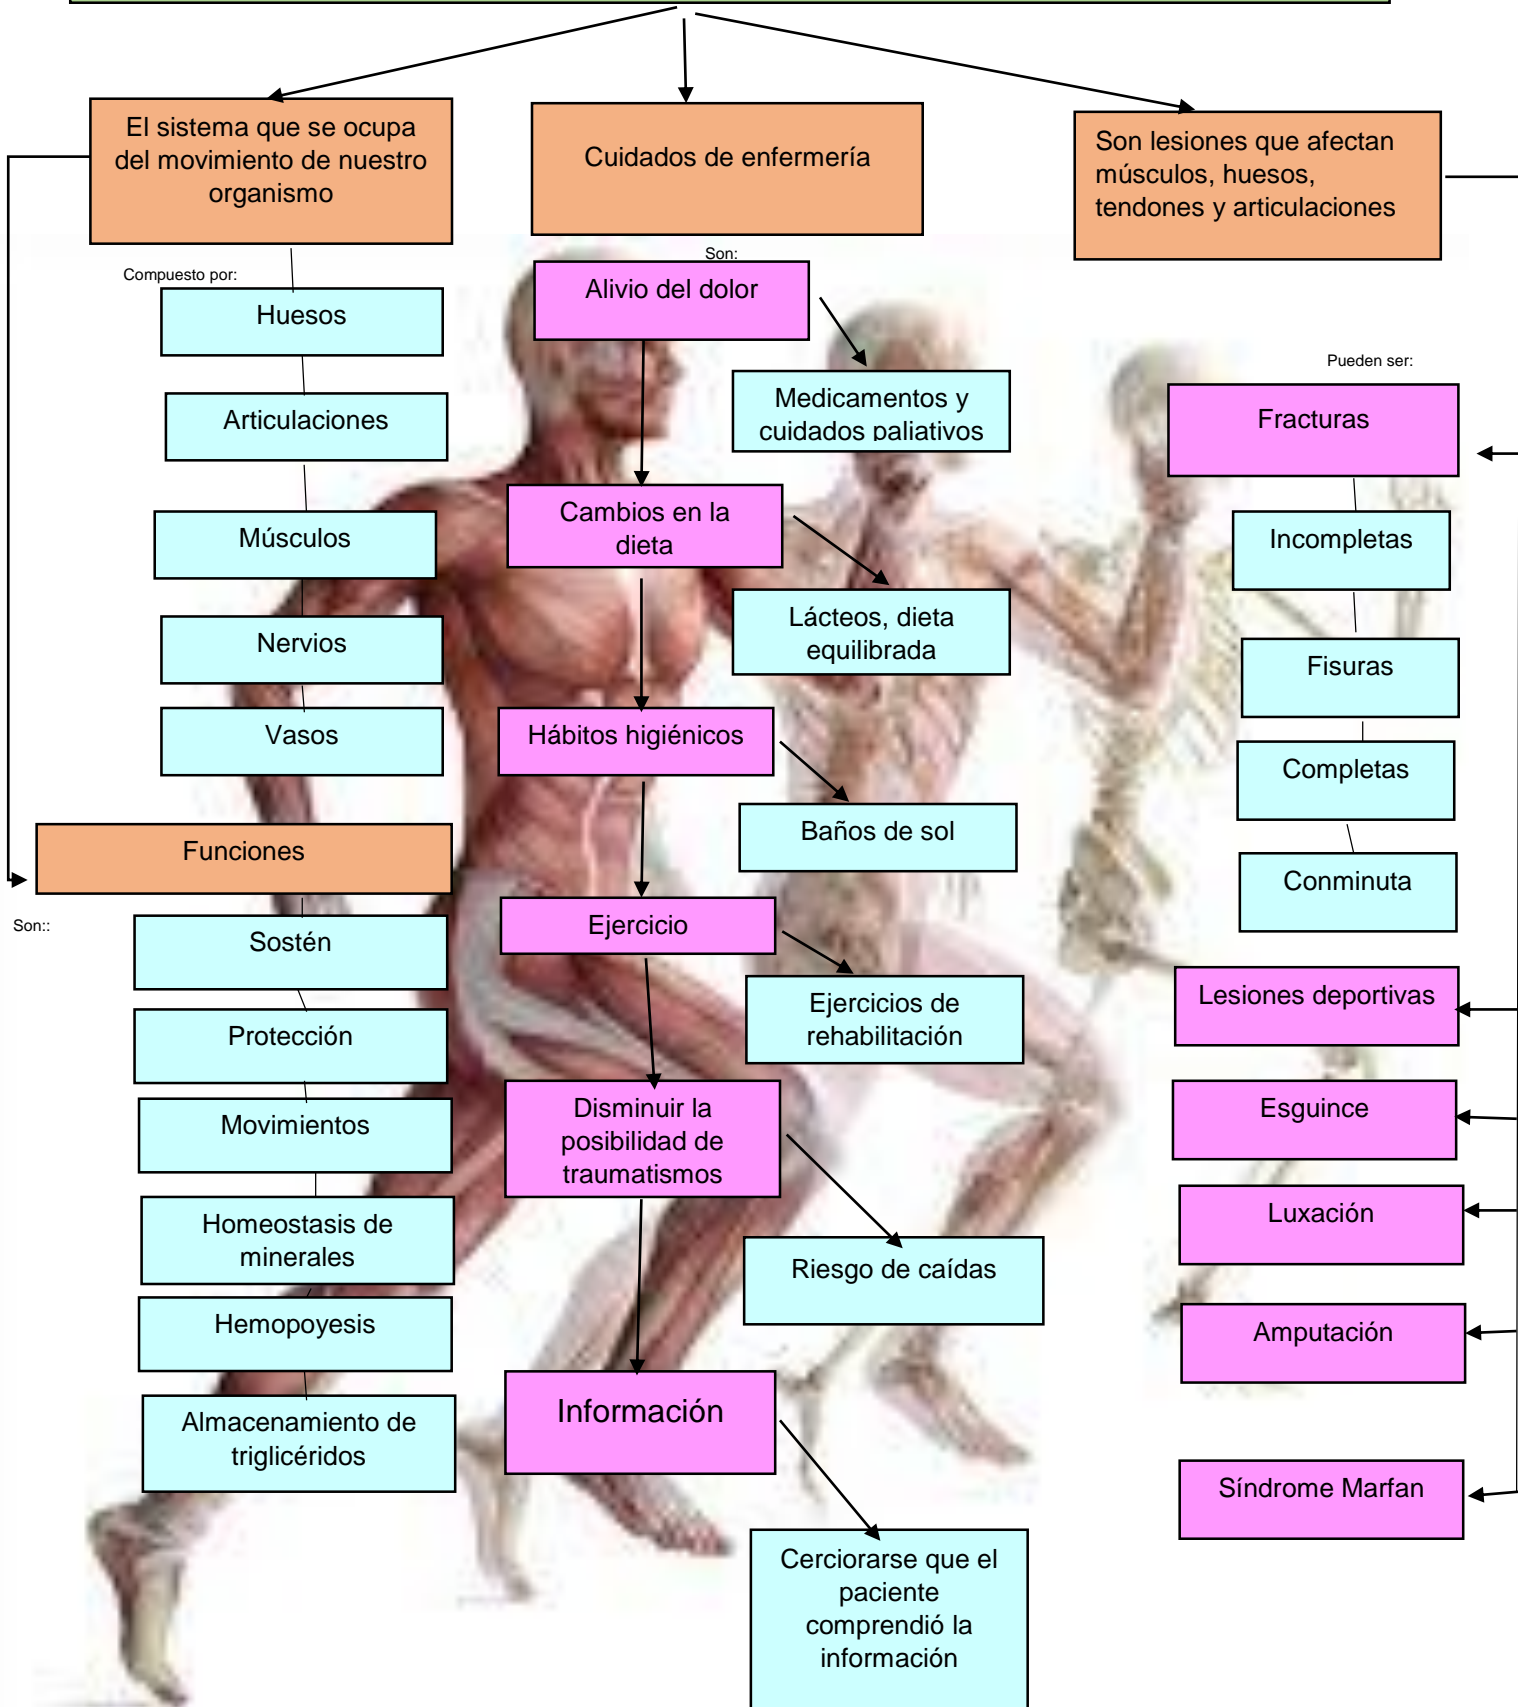 El sistema que se ocupa
del movimiento de nuestro
organismo
Compuesto por:
Huesos
Articulaciones
Músculos
Nervios
Vasos
Funciones
Son::
Sostén
Protección
Movimientos
Homeostasis de
minerales
Hemopoyesis
Almacenamiento de
triglicéridos
Cuidados de enfermería
Son:
Alivio del dolor
Medicamentos y
cuidados paliativos
Cambios en la
dieta
Lácteos, dieta
equilibrada
Hábitos higiénicos
Baños de sol
Ejercicio
Ejercicios de
rehabilitación
Disminuir la
posibilidad de
traumatismos
Riesgo de caídas
Información
Cerciorarse que el
paciente
comprendió la
información
Son lesiones que afectan
músculos, huesos,
tendones y articulaciones
Pueden ser:
Fracturas
Incompletas
Fisuras
Completas
Conminuta
Lesiones deportivas
Esguince
Luxación
Amputación
Síndrome Marfan